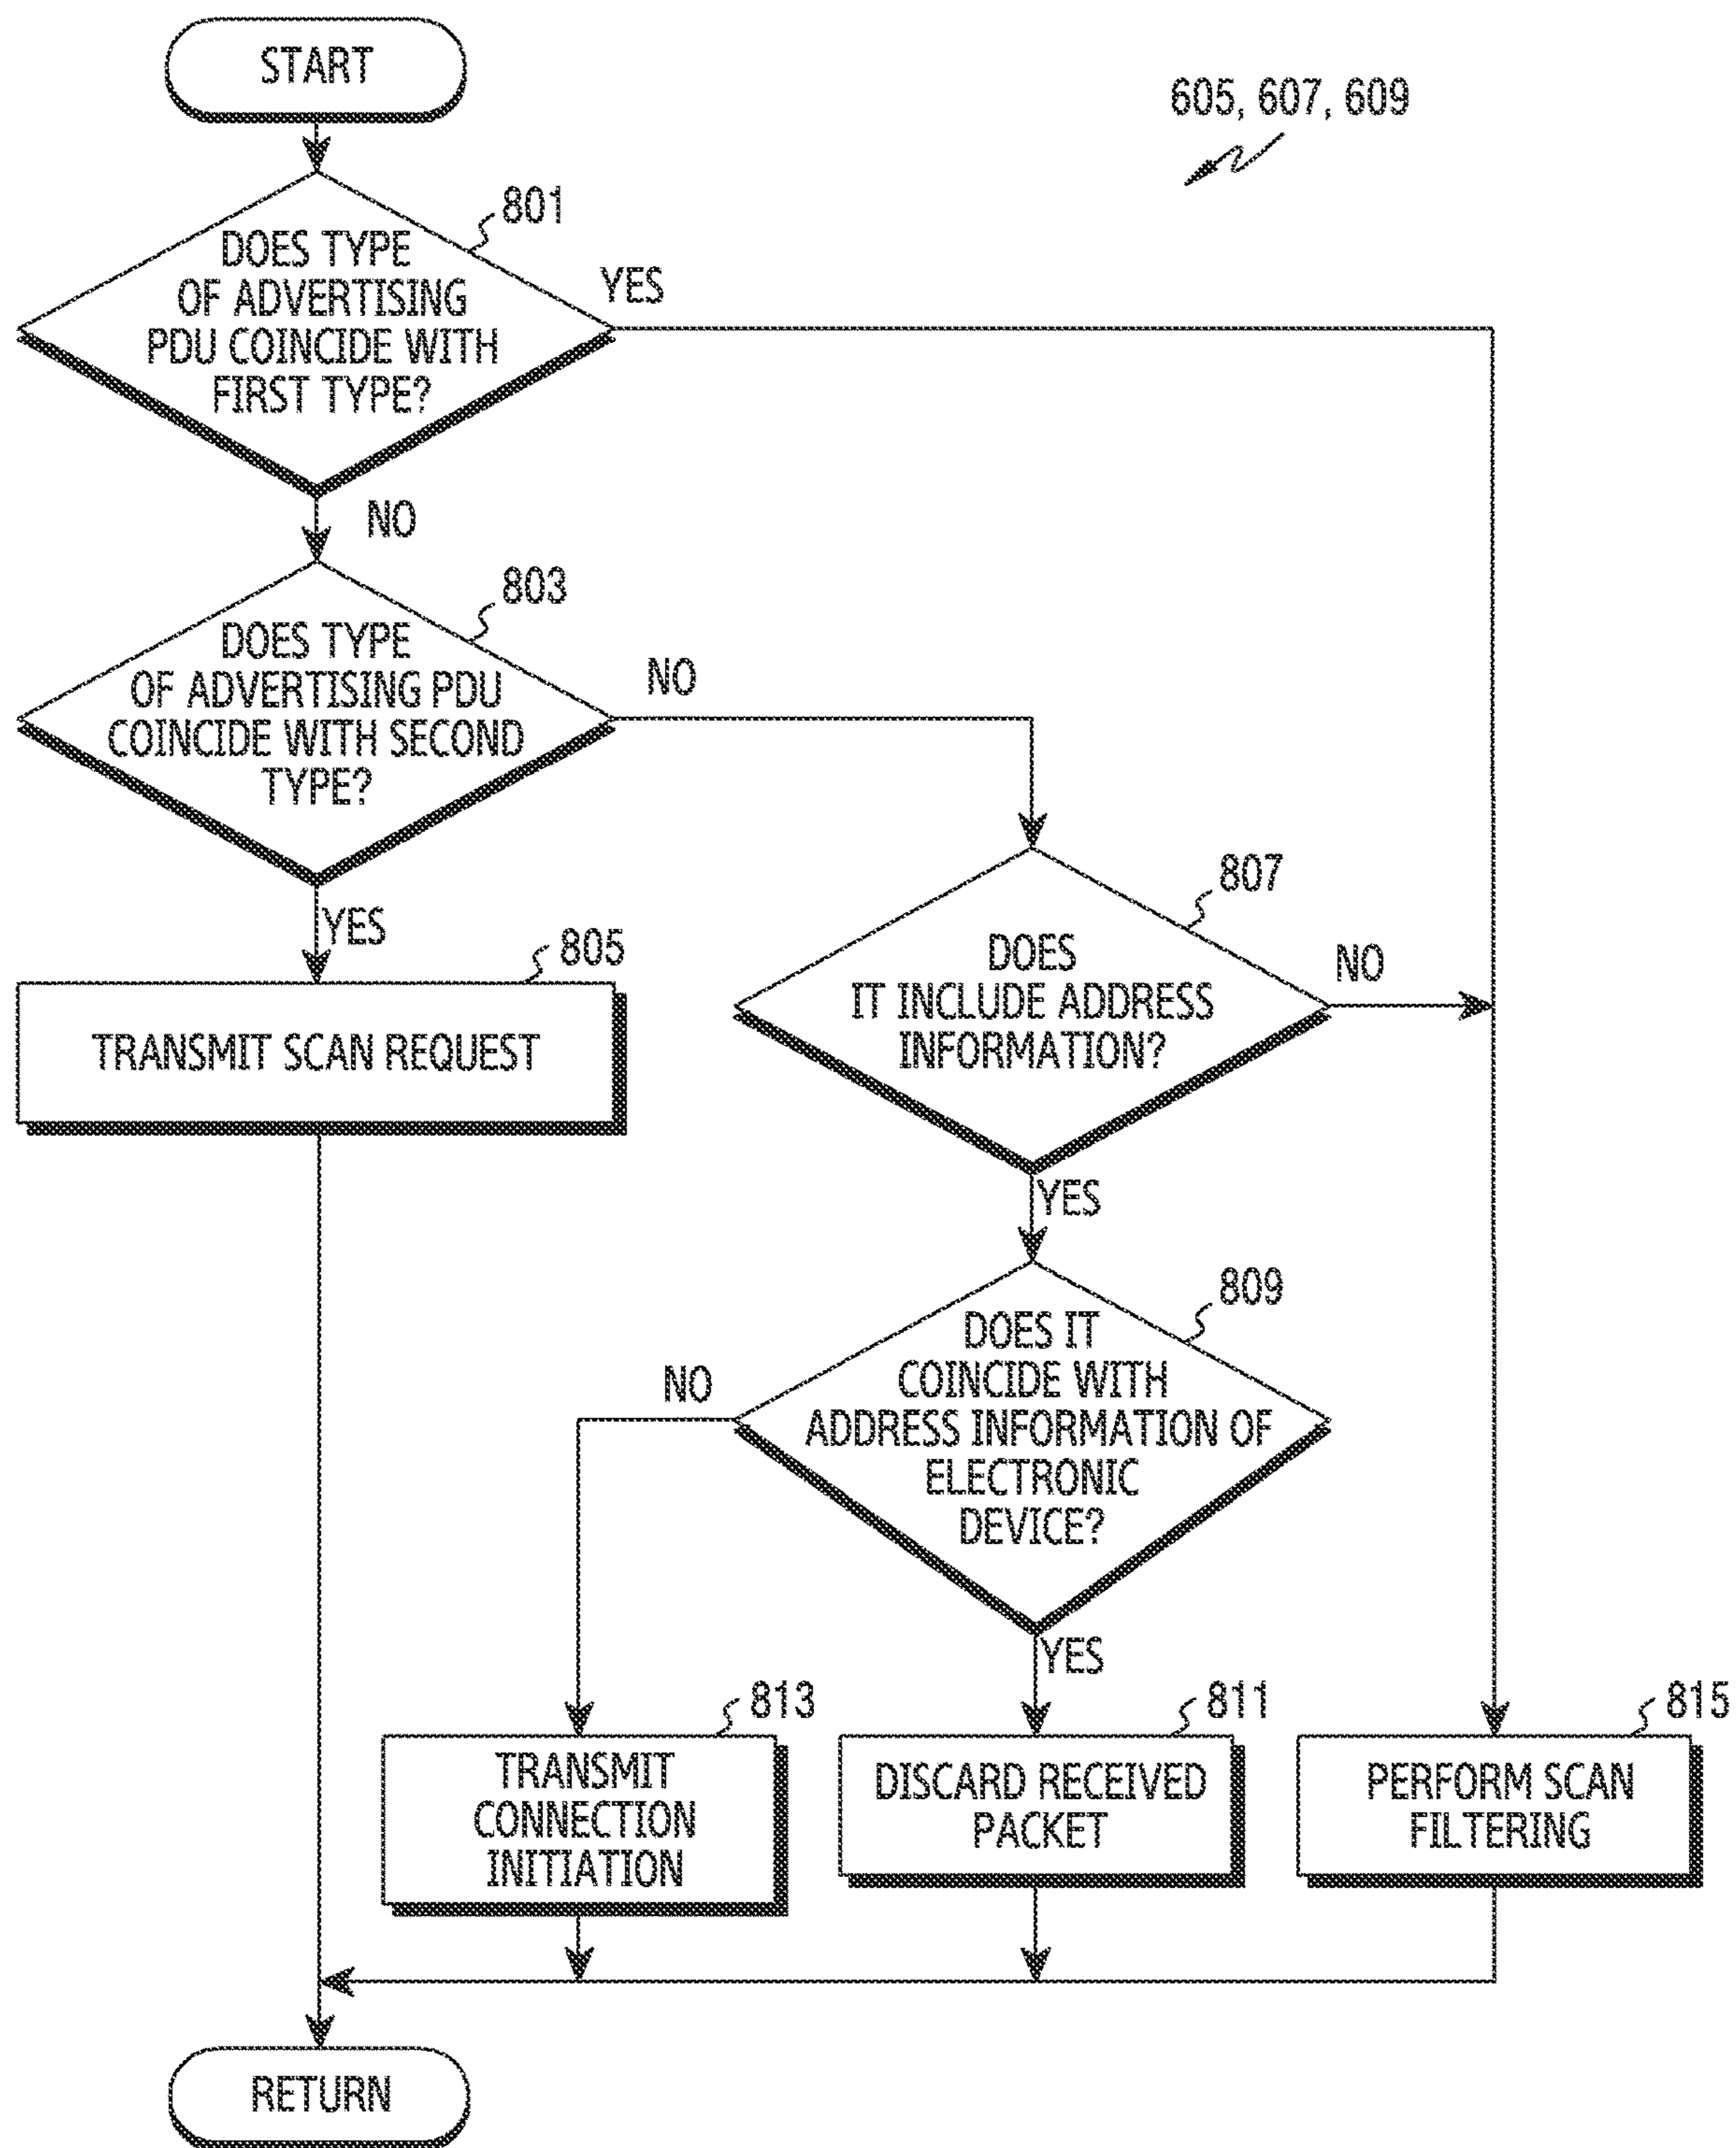 START
605, 607, 609
801
DOES TYPE
OF ADVERTISING
PDU COINCIDE WITH
FIRST TYPE?
YES
NO
803
DOES TYPE
OF ADVERTISING PDU
COINCIDE WITH SECOND
TYPE?
NO
YES
805
TRANSMIT SCAN REQUEST
807
DOES
IT INCLUDE ADDRESS
INFORMATION?
NO
YES
809
DOES IT
COINCIDE WITH
ADDRESS INFORMATION OF
ELECTRONIC
DEVICE?
NO
YES
813
TRANSMIT
CONNECTION
INITIATION
811
DISCARD RECEIVED
PACKET
815
PERFORM SCAN
FILTERING
RETURN